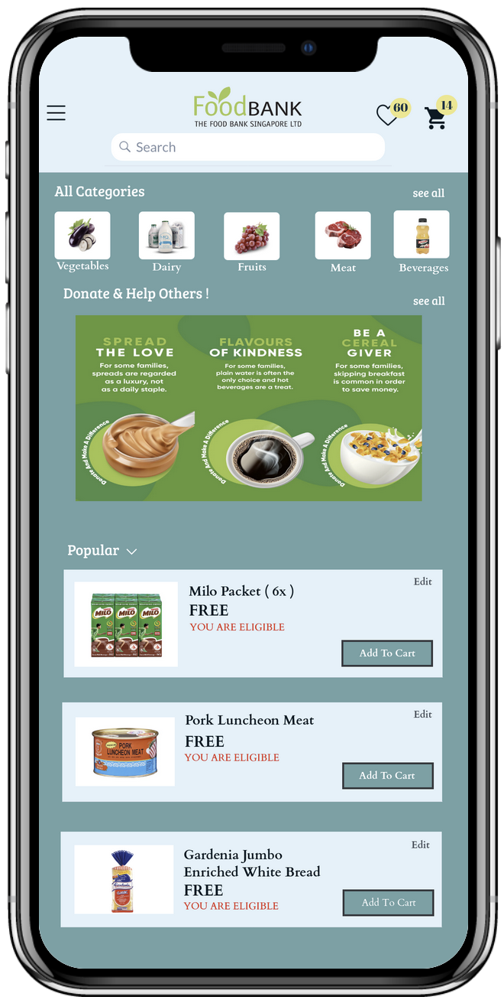 FoodBANK
THE FOOD BANK SINGAPORE LTD
60
14
Search
All Categories
see all
Vegetables
Dairy
Fruits
Meat
Beverages
Donate & Help Others !
see all
SPREAD
THE LOVE
For some families,
spreads are regarded
as a luxury, not
as a daily staple.
Donate And Make A Difference
FLAVOURS
OF KINDNESS
For some families,
plain water is often the
only choice and hot
beverages are a treat.
Donate And Make A Difference
BE A
CEREAL
GIVER
For some families,
skipping breakfast
is common in order
to save money.
Donate And Make A Difference
Popular
Edit
MILO MILO MILO
Milo Packet ( 6x )
FREE
YOU ARE ELIGIBLE
Add To Cart
Edit
PORK
LUNCHEON MEAT
Pork Luncheon Meat
FREE
YOU ARE ELIGIBLE
Add To Cart
Edit
Gardenia Jumbo
Enriched White Bread
FREE
YOU ARE ELIGIBLE
Add To Cart